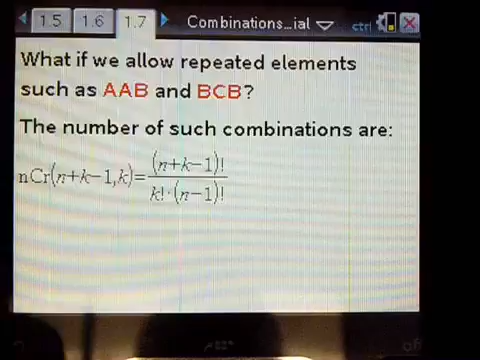 1.5 1.6 1.7 Combinations...ial
What if we allow repeated elements
such as AAB and BCB?
The number of such combinations are:
nCr(n+k−1,k)=(n+k−1)!/(k!·(n−1)!)